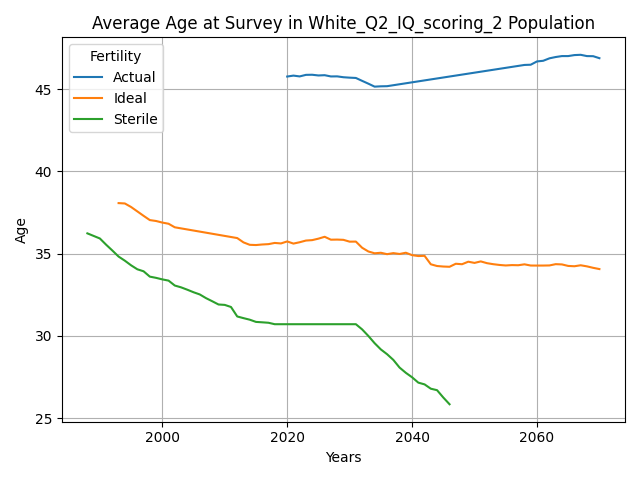 Average Age at Survey in White_Q2_IQ_scoring_2 Population
Fertility
Actual
Ideal
Sterile
Age
45
40
35
30
25
2000
2020
2040
2060
Years